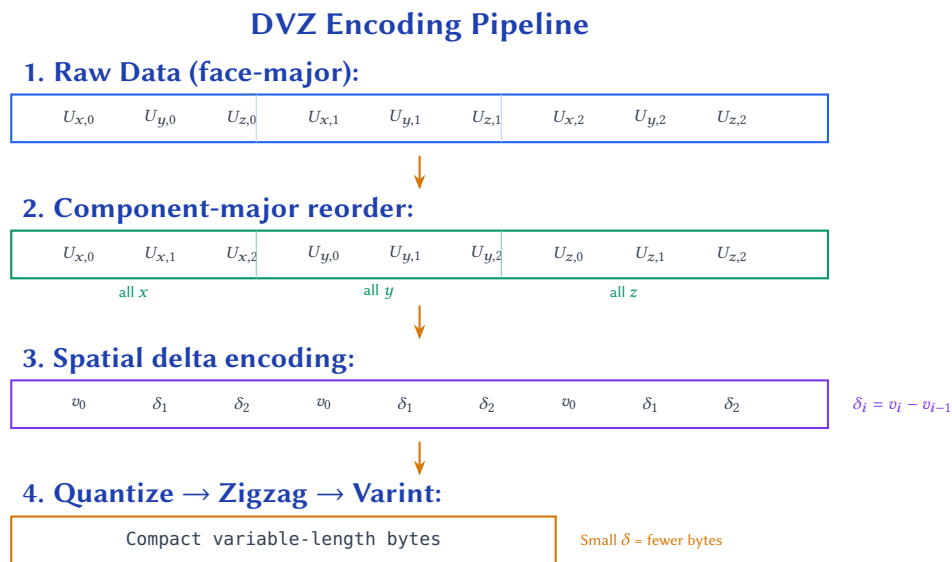 DVZ Encoding Pipeline
1. Raw Data (face-major):
U_{x,0} U_{y,0} U_{z,0} U_{x,1} U_{y,1} U_{z,1} U_{x,2} U_{y,2} U_{z,2}
2. Component-major reorder:
U_{x,0} U_{x,1} U_{x,2} U_{y,0} U_{y,1} U_{y,2} U_{z,0} U_{z,1} U_{z,2}
all x all y all z
3. Spatial delta encoding:
v_0 δ_1 δ_2 v_0 δ_1 δ_2 v_0 δ_1 δ_2 δ_i = v_i − v_{i−1}
4. Quantize → Zigzag → Varint:
Compact variable-length bytes Small δ = fewer bytes